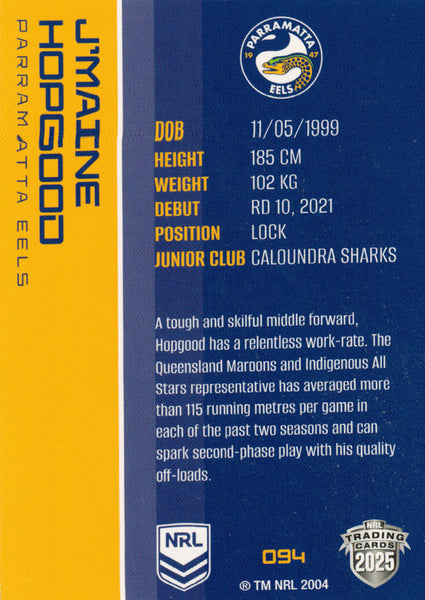 J'MAINE
HOPGOOD
PARRAMATTA EELS
PARRAMATTA
19 47
EELS
DOB 11/05/1999
HEIGHT 185 CM
WEIGHT 102 KG
DEBUT RD 10, 2021
POSITION LOCK
JUNIOR CLUB CALOUNDRA SHARKS
A tough and skilful middle forward,
Hopgood has a relentless work-rate. The
Queensland Maroons and Indigenous All
Stars representative has averaged more
than 115 running metres per game in
each of the past two seasons and can
spark second-phase play with his quality
off-loads.
NRL
094
® TM NRL 2004
NRL
TRADING
CARDS
2025